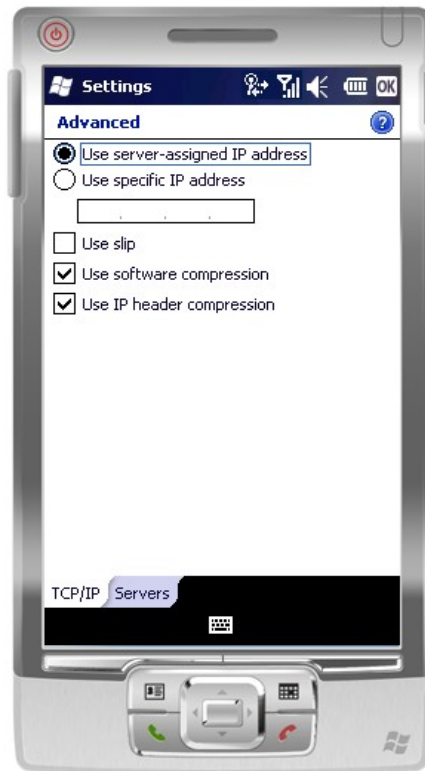 Settings
OK
Advanced
?
Use server-assigned IP address
Use specific IP address
. . .
Use slip
Use software compression
Use IP header compression
TCP/IP Servers